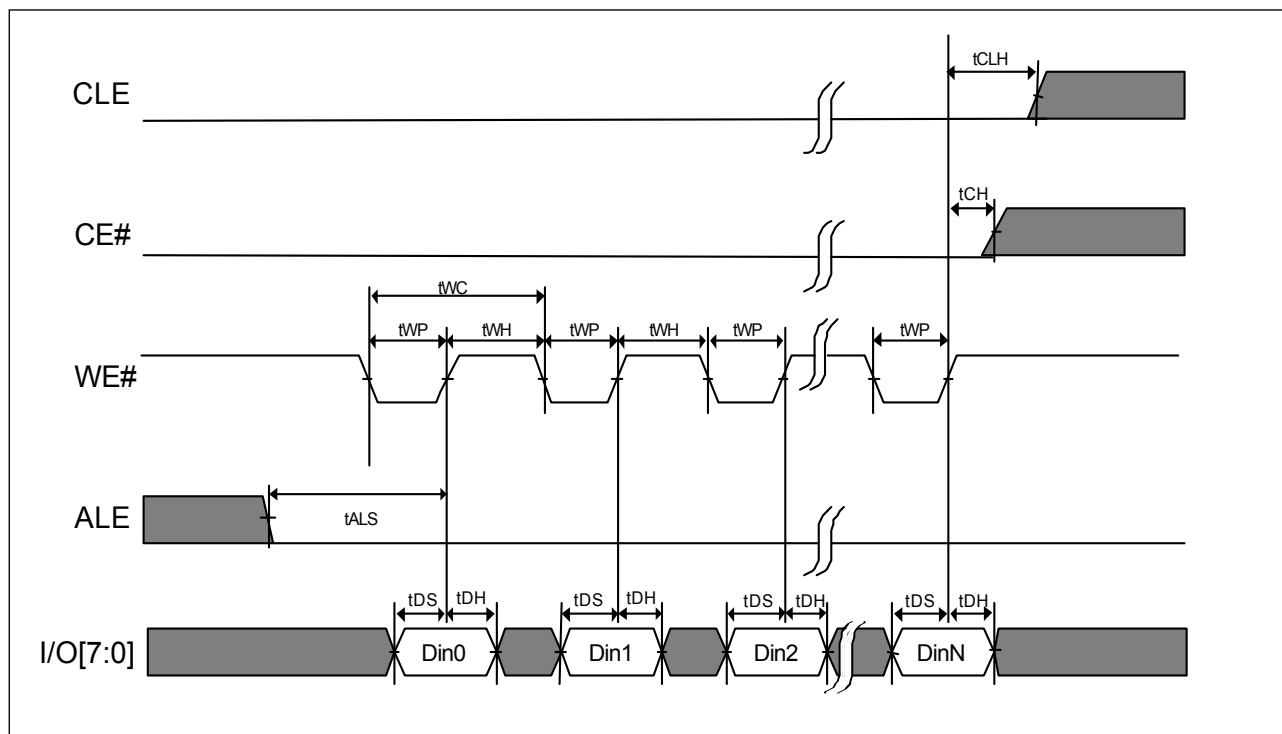 tCLH
CLE
tCH
CE#
tWC
tWP tWH tWP tWH tWP tWP
WE#
ALE
tALS
tDS tDH tDS tDH tDS tDH tDS tDH
I/O[7:0] Din0 Din1 Din2 DinN